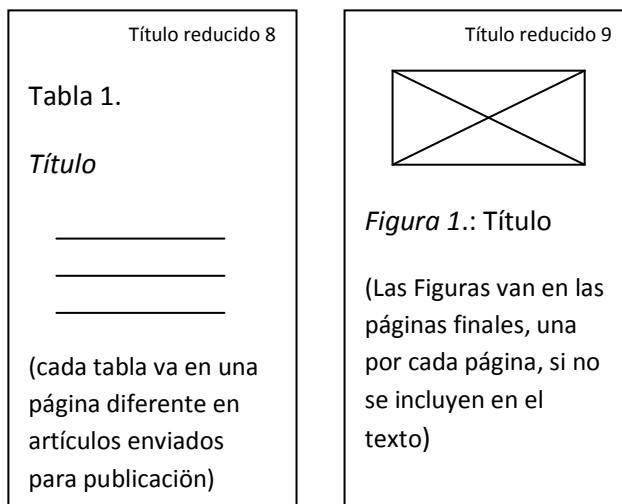 Título reducido 8
Tabla 1.
Título
(cada tabla va en una
página diferente en
artículos enviados
para publicaciön)
Título reducido 9
Figura 1.: Título
(Las Figuras van en las
páginas finales, una
por cada página, si no
se incluyen en el
texto)